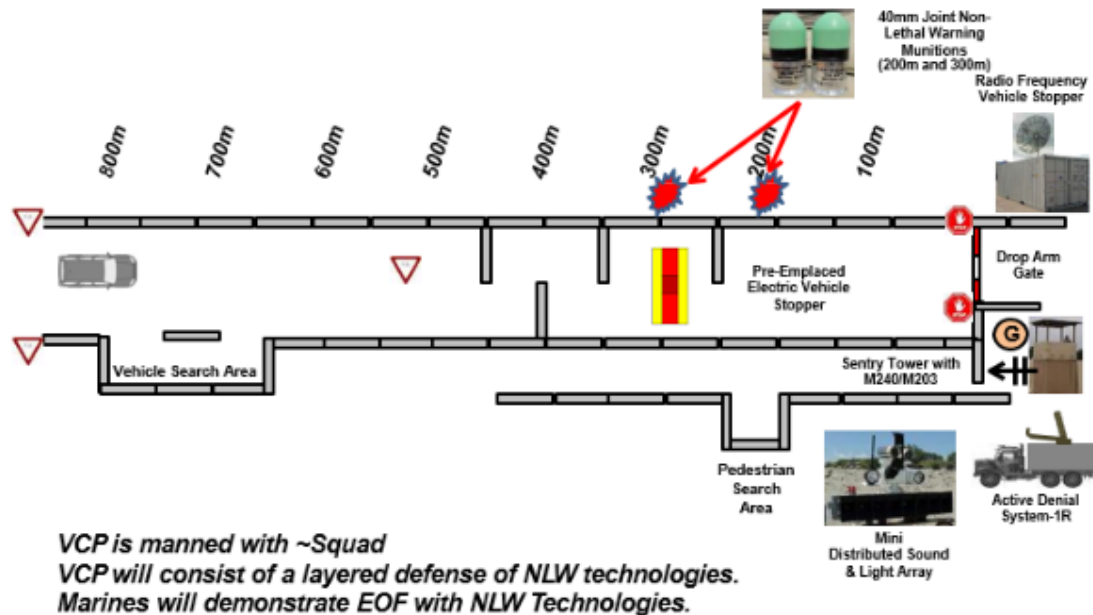 40mm Joint Non-
Lethal Warning
Munitions
(200m and 300m)
Radio Frequency
Vehicle Stopper
800m
700m
600m
500m
400m
300m
200m
100m
STOP
Drop Arm
Gate
Pre-Emplaced
Electric Vehicle
Stopper
STOP
G
Vehicle Search Area
Sentry Tower with
M240/M203
Pedestrian
Search
Area
Mini
Distributed Sound
& Light Array
Active Denial
System-1R
VCP is manned with ~Squad
VCP will consist of a layered defense of NLW technologies.
Marines will demonstrate EOF with NLW Technologies.